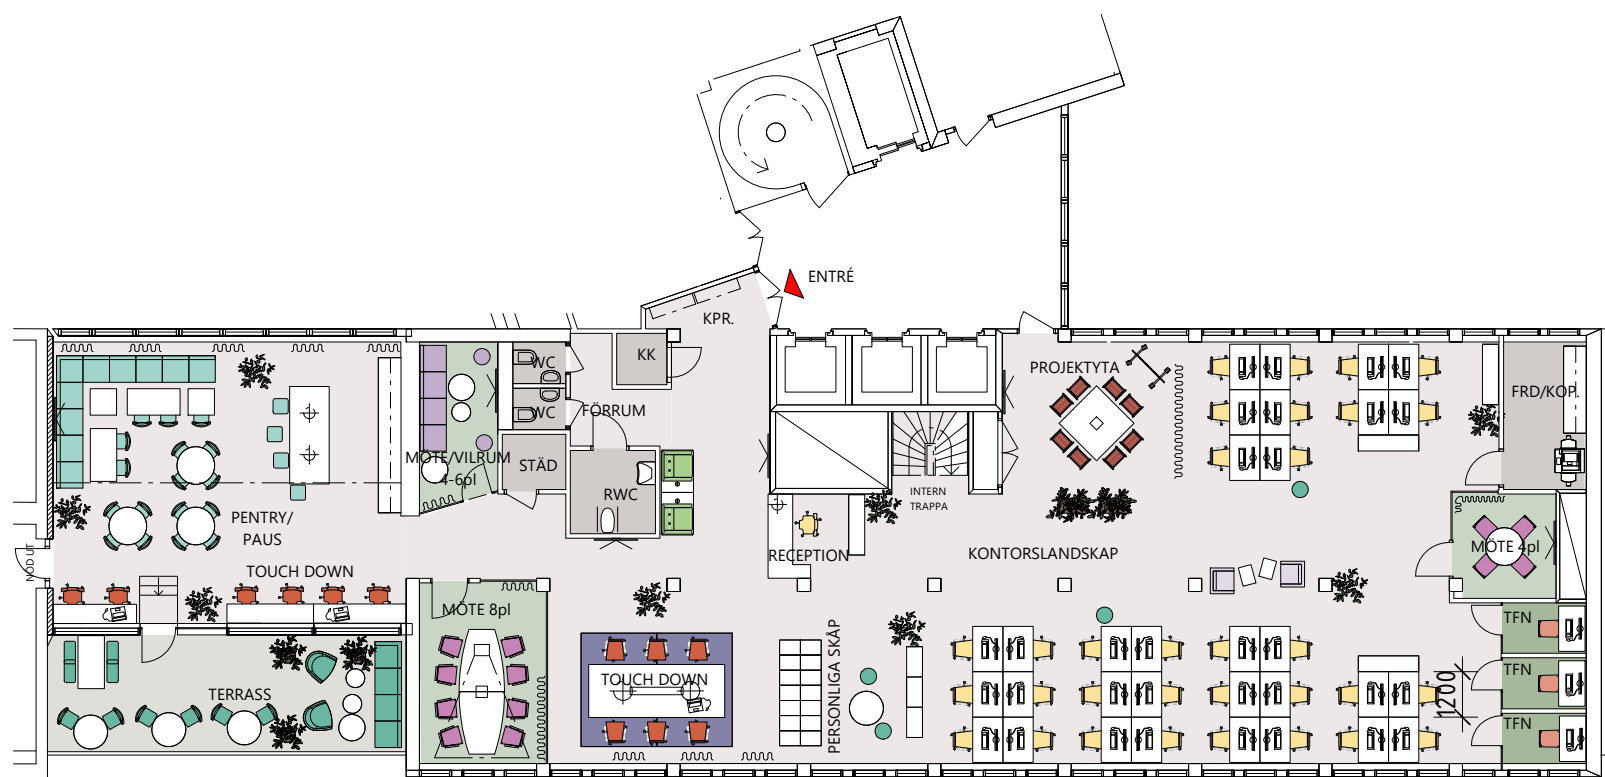 ENTRÉ
KPR.
KK
WC
WC
FÖRRUM
PROJEKTYTA
FRD/KOP.
MÖTE/VILRUM
4-6pl
STÄD
RWC
INTERN
TRAPPA
PENTRY/
PAUS
RECEPTION
KONTORSLANDSKAP
MÖTE 4pl
NÖD UT
TOUCH DOWN
MÖTE 8pl
TFN
TERRASS
TOUCH DOWN
PERSONLIGA SKÅP
TFN
1200
TFN